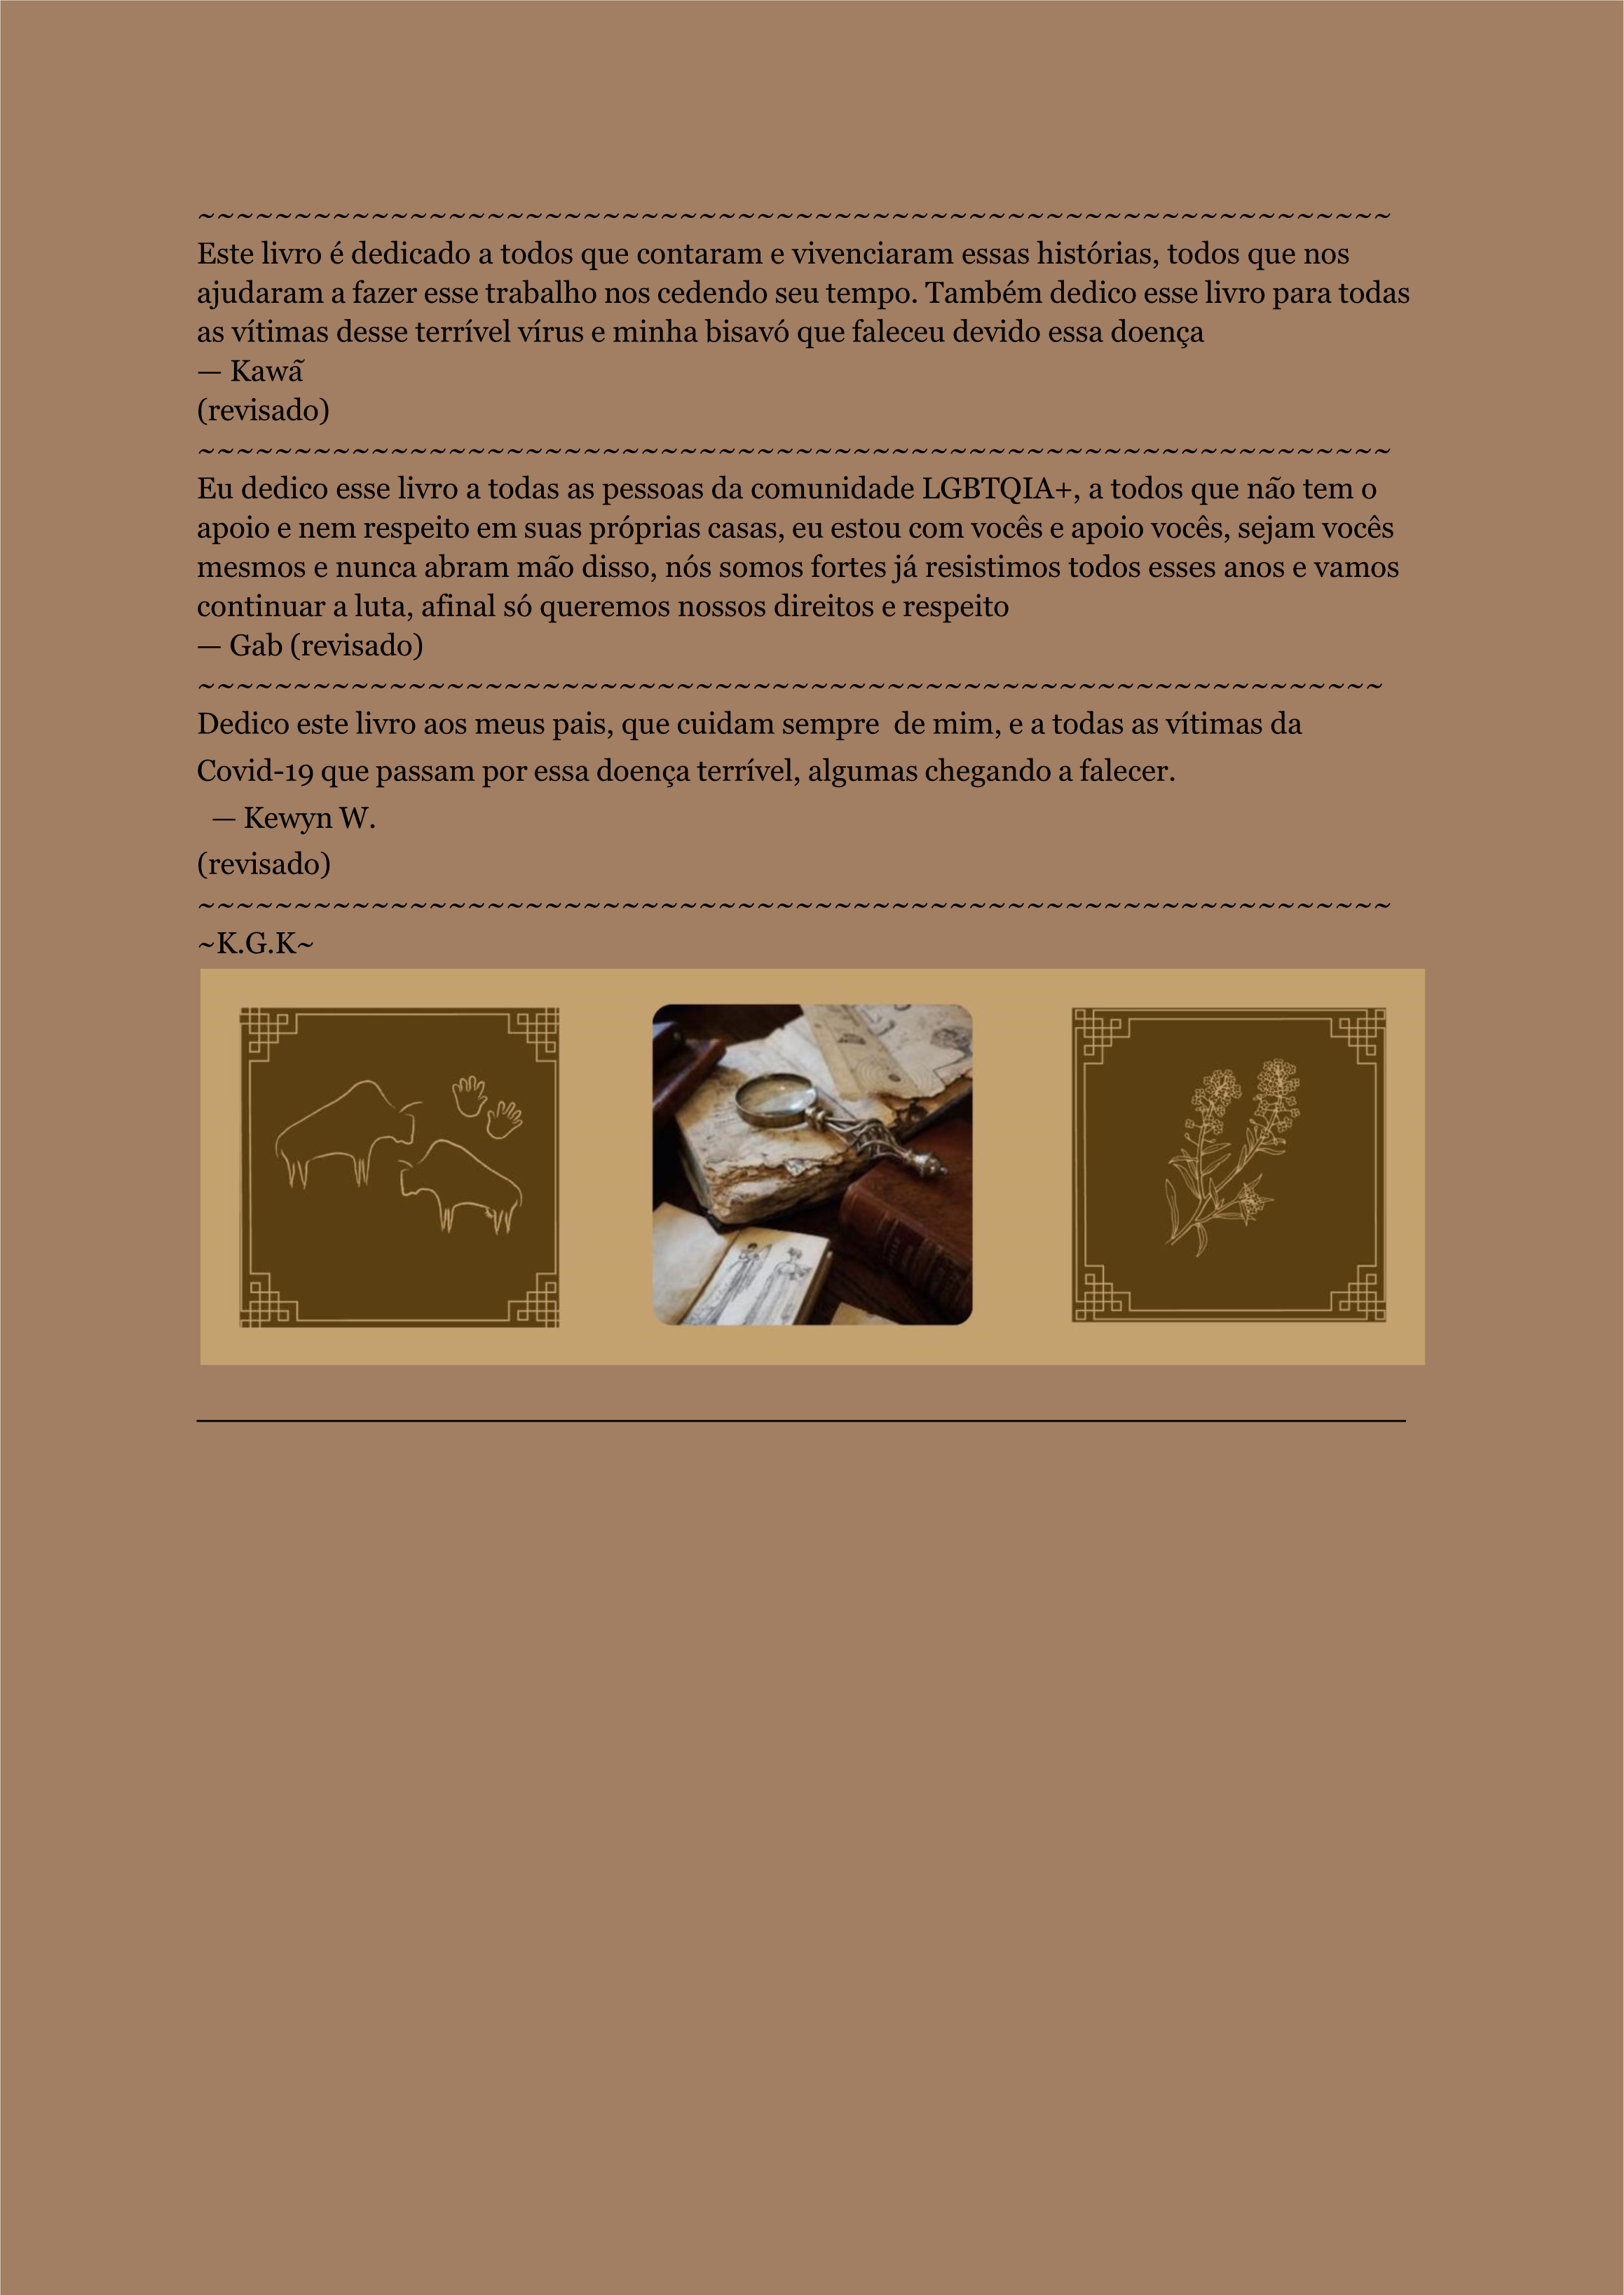 ~~~~~~~~~~~~~~~~~~~~~~~~~~~~~~~~~~~~~~~~~~~~~~~~~~~~~~~~~~~~~~
Este livro é dedicado a todos que contaram e vivenciaram essas histórias, todos que nos
ajudaram a fazer esse trabalho nos cedendo seu tempo. Também dedico esse livro para todas
as vítimas desse terrível vírus e minha bisavó que faleceu devido essa doença
— Kawã
(revisado)
~~~~~~~~~~~~~~~~~~~~~~~~~~~~~~~~~~~~~~~~~~~~~~~~~~~~~~~~~~~~~~
Eu dedico esse livro a todas as pessoas da comunidade LGBTQIA+, a todos que não tem o
apoio e nem respeito em suas próprias casas, eu estou com vocês e apoio vocês, sejam vocês
mesmos e nunca abram mão disso, nós somos fortes já resistimos todos esses anos e vamos
continuar a luta, afinal só queremos nossos direitos e respeito
— Gab (revisado)
~~~~~~~~~~~~~~~~~~~~~~~~~~~~~~~~~~~~~~~~~~~~~~~~~~~~~~~~~~~~~~
Dedico este livro aos meus pais, que cuidam sempre  de mim, e a todas as vítimas da
Covid-19 que passam por essa doença terrível, algumas chegando a falecer.
— Kewyn W.
(revisado)
~~~~~~~~~~~~~~~~~~~~~~~~~~~~~~~~~~~~~~~~~~~~~~~~~~~~~~~~~~~~~~
~K.G.K~